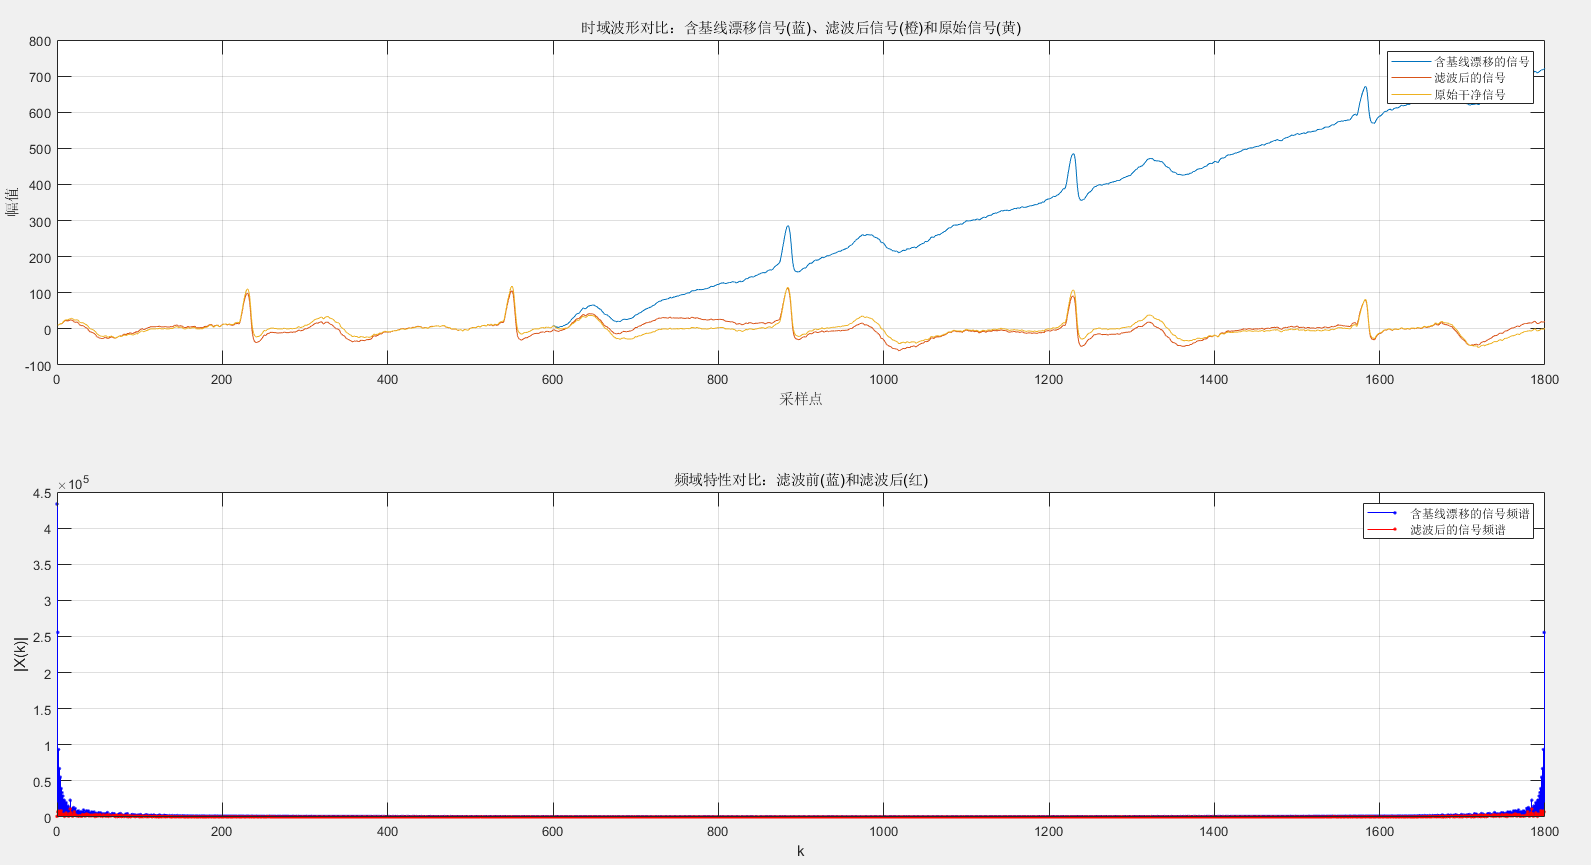 时域波形对比：含基线漂移信号(蓝)、滤波后信号(橙)和原始信号(黄)
800
700
600
500
400
300
200
100
0
-100
幅值
含基线漂移的信号
滤波后的信号
原始干净信号
0 200 400 600 800 1000 1200 1400 1600 1800
采样点
频域特性对比：滤波前(蓝)和滤波后(红)
×10^5
4.5
4
3.5
3
2.5
2
1.5
1
0.5
0
|X(k)|
含基线漂移的信号频谱
滤波后的信号频谱
0 200 400 600 800 1000 1200 1400 1600 1800
k